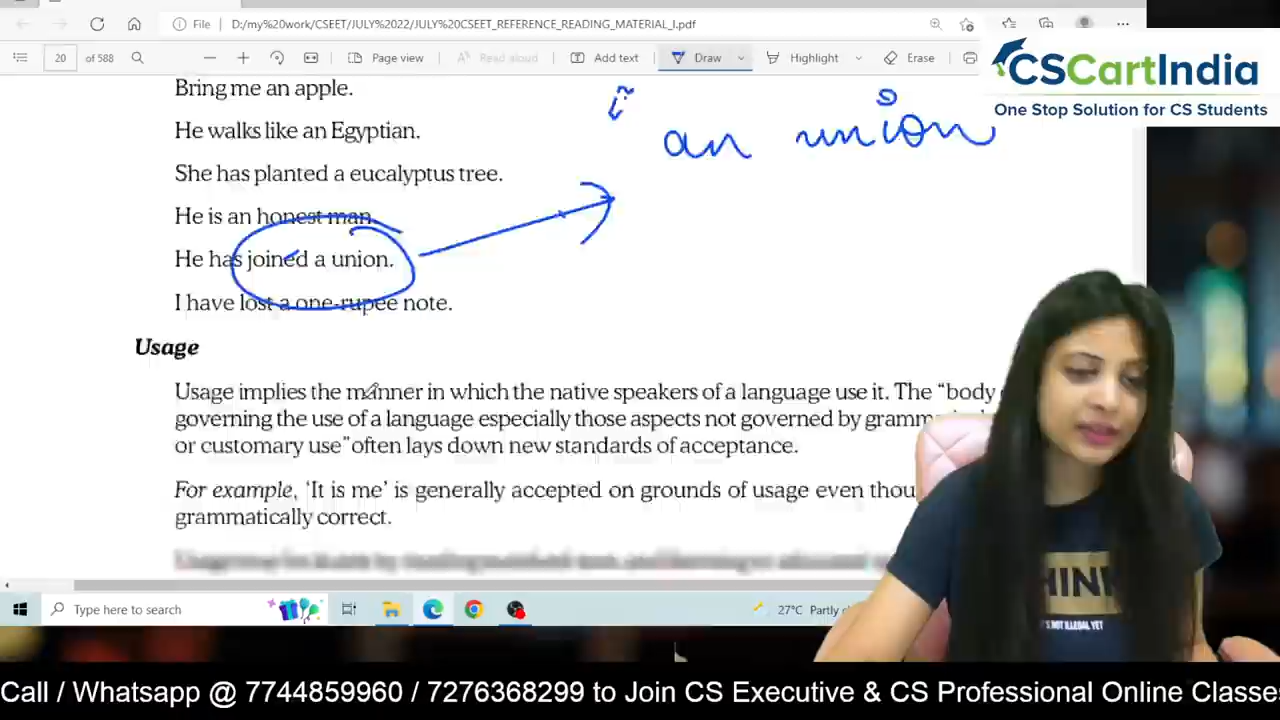 File
D:/my%20work/CSEET/JULY%2022/JULY%20CSEET_REFERENCE_READING_MATERIAL_I.pdf
20 of 588
Page view
Read aloud
Add text
Draw
Highlight
Erase
CSCartIndia
One Stop Solution for CS Students
Bring me an apple.
He walks like an Egyptian.
She has planted a eucalyptus tree.
He is an honest man.
He has joined a union.
I have lost a one-rupee note.
an union
Usage
Usage implies the manner in which the native speakers of a language use it. The "body
governing the use of a language especially those aspects not governed by
or customary use" often lays down new standards of acceptance.
For example, 'It is me' is generally accepted on grounds of usage even
grammatically correct.
Type here to search
27°C Partly
THINK
IT'S NOT ILLEGAL YET
Call / Whatsapp @ 7744859960 / 7276368299 to Join CS Executive & CS Professional Online Classes